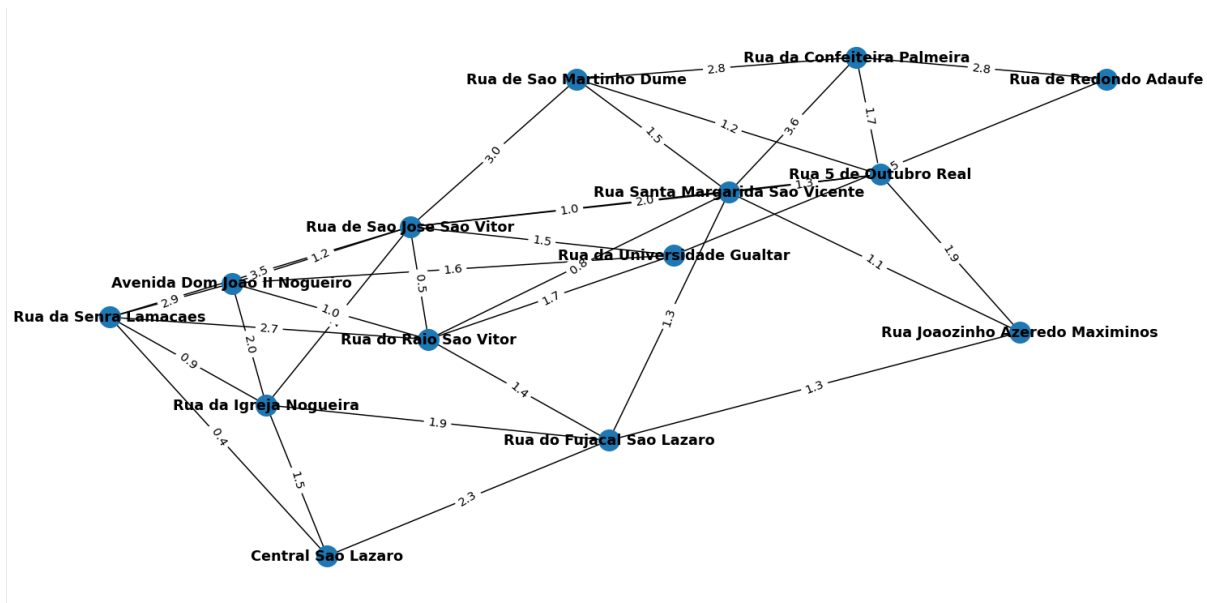 Rua da Confeiteira Palmeira
2.8
2.8
Rua de Sao Martinho Dume
Rua de Redondo Adaufe
1.7
3.6
1.2
1.5
3.0
5
Rua 5 de Outubro Real
1.3
Rua Santa Margarida Sao Vicente
2.0
1.0
Rua de Sao Jose Sao Vitor
1.5
1.9
1.2
Rua da Universidade Gualtar
1.1
0.8
1.6
3.5
Avenida Dom João II Nogueiro
0.5
2.9
1.7
1.0
Rua da Senra Lamacaes
1.3
2.7
Rua do Raio Sao Vitor
Rua Joaozinho Azeredo Maximinos
2.0
0.9
1.4
1.3
Rua da Igreja Nogueira
1.9
0.4
Rua do Fujacal Sao Lazaro
1.5
2.3
Central Sao Lazaro